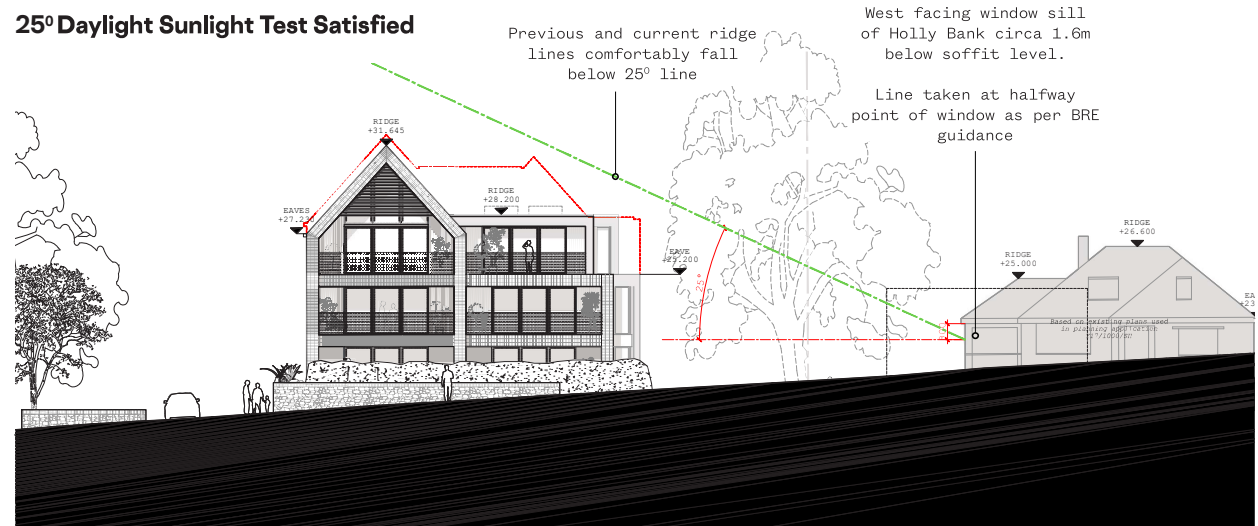 25⁰ Daylight Sunlight Test Satisfied
Previous and current ridge
lines comfortably fall
below 25⁰ line
West facing window sill
of Holly Bank circa 1.6m
below soffit level.
Line taken at halfway
point of window as per BRE
guidance
RIDGE
+31.645
EAVES
RIDGE
+28.200
EAVE
+25.200
25°
RIDGE
+25.000
RIDGE
+26.600
EA
+23
Based on existing plans used
in planning application